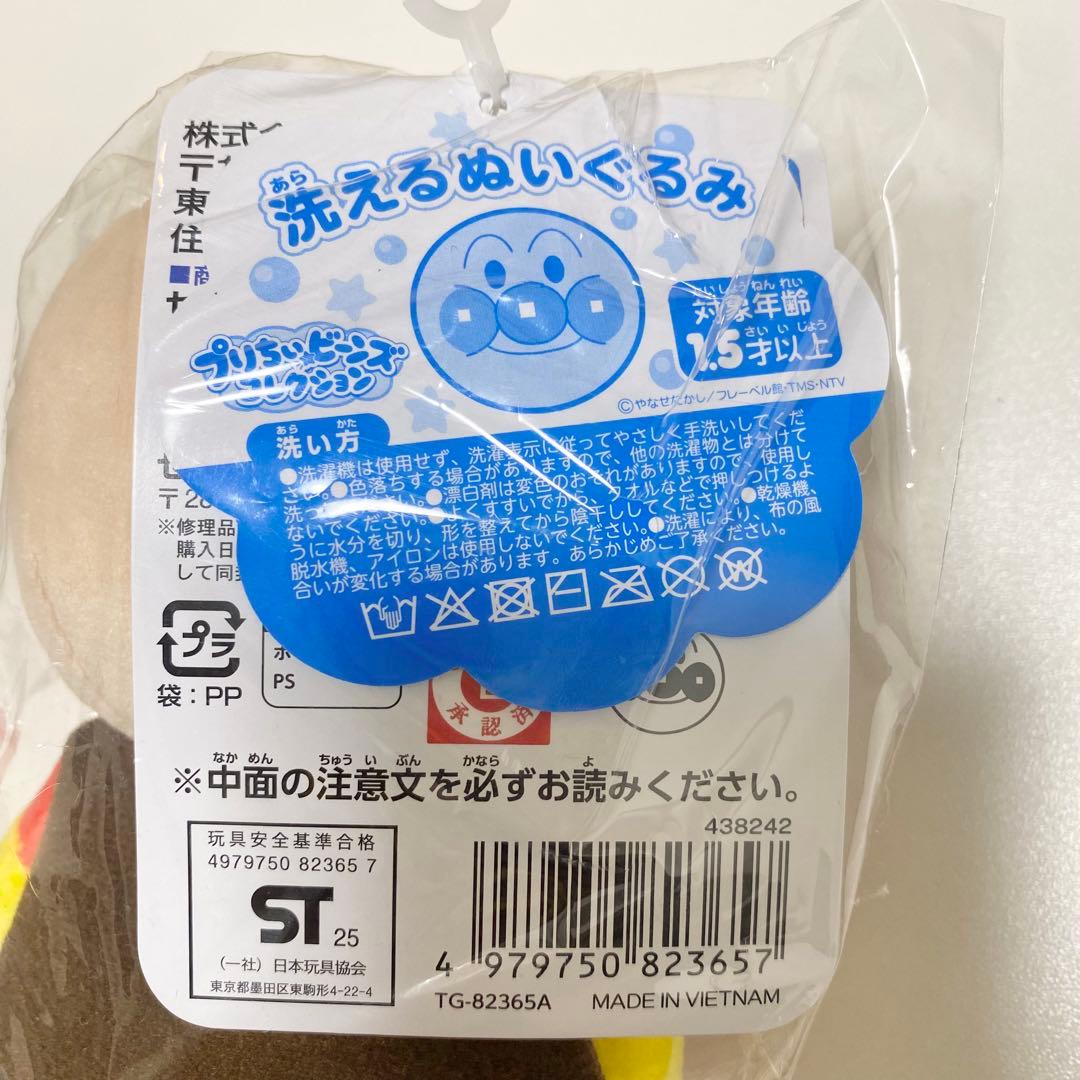 株式
〒
東
住
あら
洗えるぬいぐるみ
ねん れい
対象年齢
さい い じょう
1.5才以上
プリちぃ★ビーンズ
コレクション
©やなせたかし/フレーベル館・TMS・NTV
あら かた
洗い方
●洗濯機は使用せず、洗濯表示に従ってやさしく手洗いしてくだ
さい。●色落ちする場合がありますので、他の洗濯物とは分けて
洗ってください。●漂白剤は変色のおそれがありますので、使用し
ないでください。●よくすすいでから、タオルなどで押しつけるよ
うに水分を切り、形を整えてから陰干ししてください。●乾燥機、
脱水機、アイロンは使用しないでください。●洗濯により、布の風
合いが変化する場合があります。あらかじめご了承ください。
〒28
※修理品
購入日
して同封
プラ
袋：PP
ポ
PS
承認済
なか めん ちゅう い ぶん かなら よ
※中面の注意文を必ずお読みください。
438242
玩具安全基準合格
4979750 82365 7
ST 25
(一社) 日本玩具協会
東京都墨田区東駒形4-22-4
4 979750 823657
TG-82365A MADE IN VIETNAM